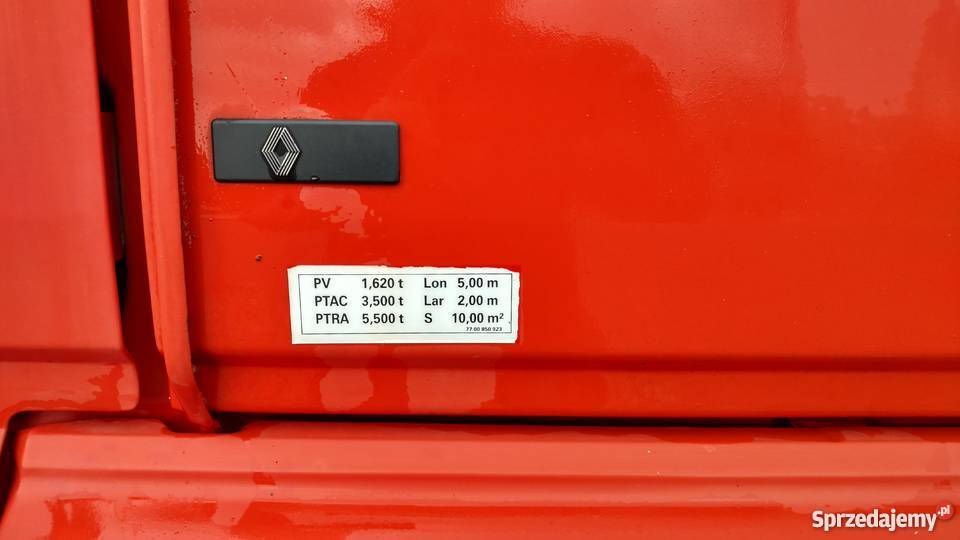 PV 1,620 t Lon 5,00 m
PTAC 3,500 t Lar 2,00 m
PTRA 5,500 t S 10,00 m²
77 00 850 923
Sprzedajemy.pl